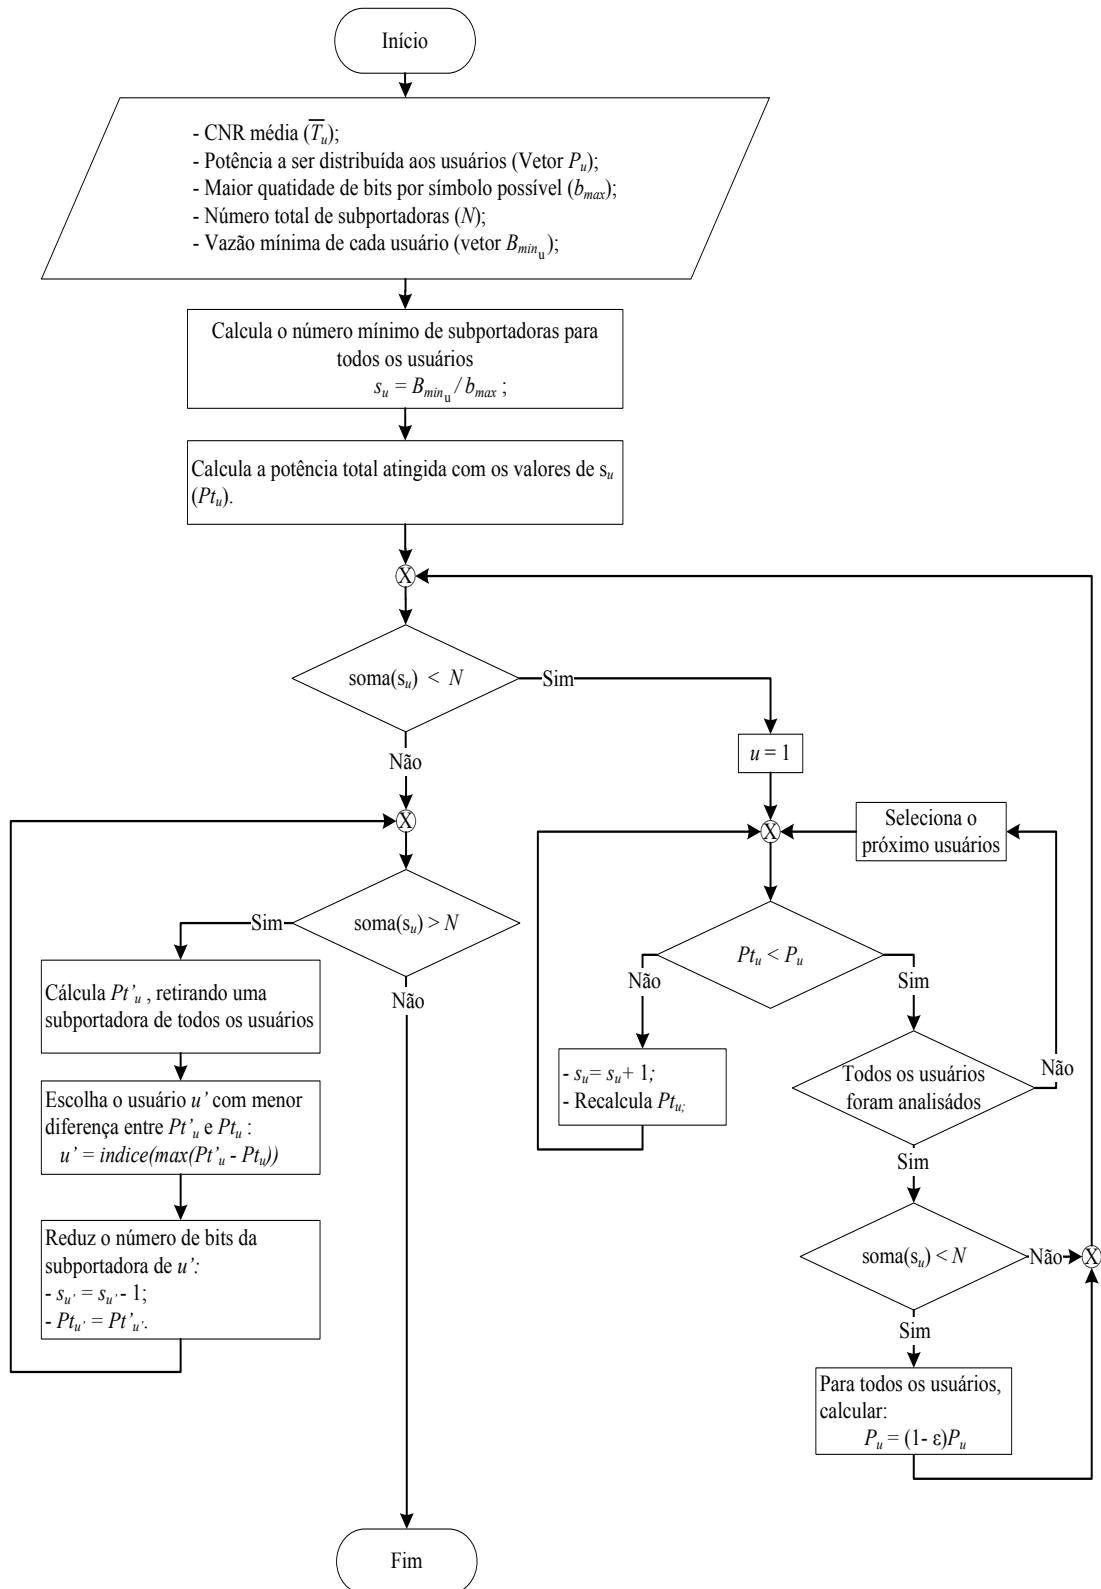 Início
- CNR média (T̅u);
- Potência a ser distribuída aos usuários (Vetor Pu);
- Maior quatidade de bits por símbolo possível (bmax);
- Número total de subportadoras (N);
- Vazão mínima de cada usuário (vetor Bminu);
Calcula o número mínimo de subportadoras para
todos os usuários
su = Bminu / bmax ;
Calcula a potência total atingida com os valores de su
(Ptu).
X
soma(su) < N
Sim
Não
u = 1
X
X
Seleciona o
próximo usuários
soma(su) > N
Sim
Não
Ptu < Pu
Não
Sim
Cálcula Pt’u , retirando uma
subportadora de todos os usuários
- su= su+ 1;
- Recalcula Ptu;
Todos os usuários
foram analisádos
Não
Sim
Escolha o usuário u’ com menor
diferença entre Pt’u e Ptu :
u’ = indice(max(Pt’u - Ptu))
Reduz o número de bits da
subportadora de u’:
- su’ = su’- 1;
- Ptu’ = Pt’u’.
soma(su) < N
Não
X
Sim
Para todos os usuários,
calcular:
Pu = (1- ε)Pu
Fim